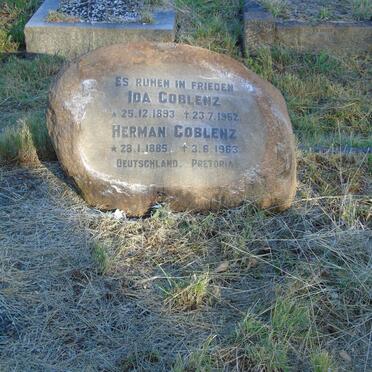 ES RUHEN IN FRIEDEN
IDA COBLENZ
* 25.12.1893 ✝ 23.7.1962.
HERMAN COBLENZ
* 28.1.1885. ✝ 3.6.1963.
DEUTSCHLAND. PRETORIA